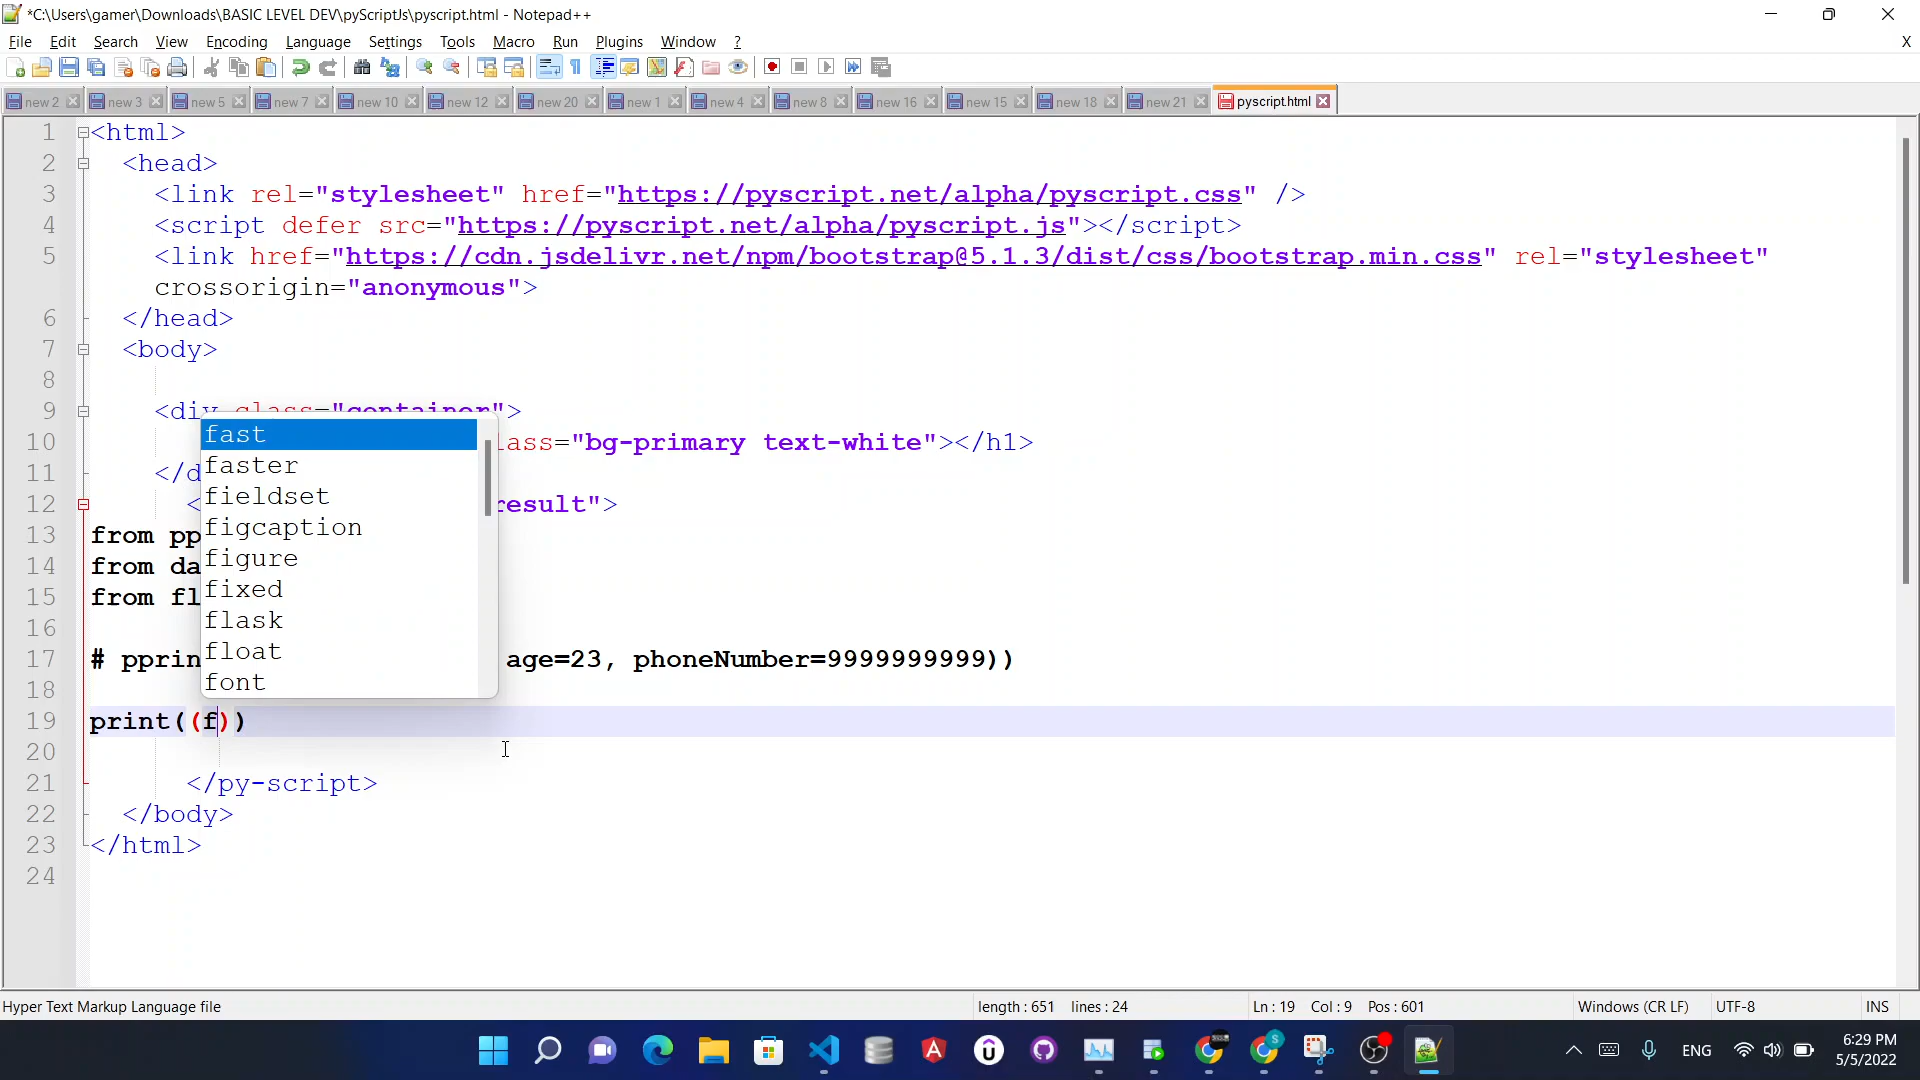 *C:\Users\gamer\Downloads\BASIC LEVEL DEV\pyScriptJs\pyscript.html - Notepad++
File Edit Search View Encoding Language Settings Tools Macro Run Plugins Window ? X
new 2 new 3 new 5 new 7 new 10 new 12 new 20 new 1 new 4 new 8 new 16 new 15 new 18 new 21 pyscript.html
1 <html>
2 <head>
3 <link rel="stylesheet" href="https://pyscript.net/alpha/pyscript.css" />
4 <script defer src="https://pyscript.net/alpha/pyscript.js"></script>
5 <link href="https://cdn.jsdelivr.net/npm/bootstrap@5.1.3/dist/css/bootstrap.min.css" rel="stylesheet"
crossorigin="anonymous">
6 </head>
7 <body>
8
9 <div class="container">
10 lass="bg-primary text-white"></h1>
11 </d
12 < result">
13 from pp
14 from da
15 from fl
16
17 # pprin age=23, phoneNumber=9999999999))
18
19 print((f))
20
21 </py-script>
22 </body>
23 </html>
24
fast
faster
fieldset
figcaption
figure
fixed
flask
float
font
Hyper Text Markup Language file length : 651 lines : 24 Ln : 19 Col : 9 Pos : 601 Windows (CR LF) UTF-8 INS
ENG 6:29 PM
5/5/2022